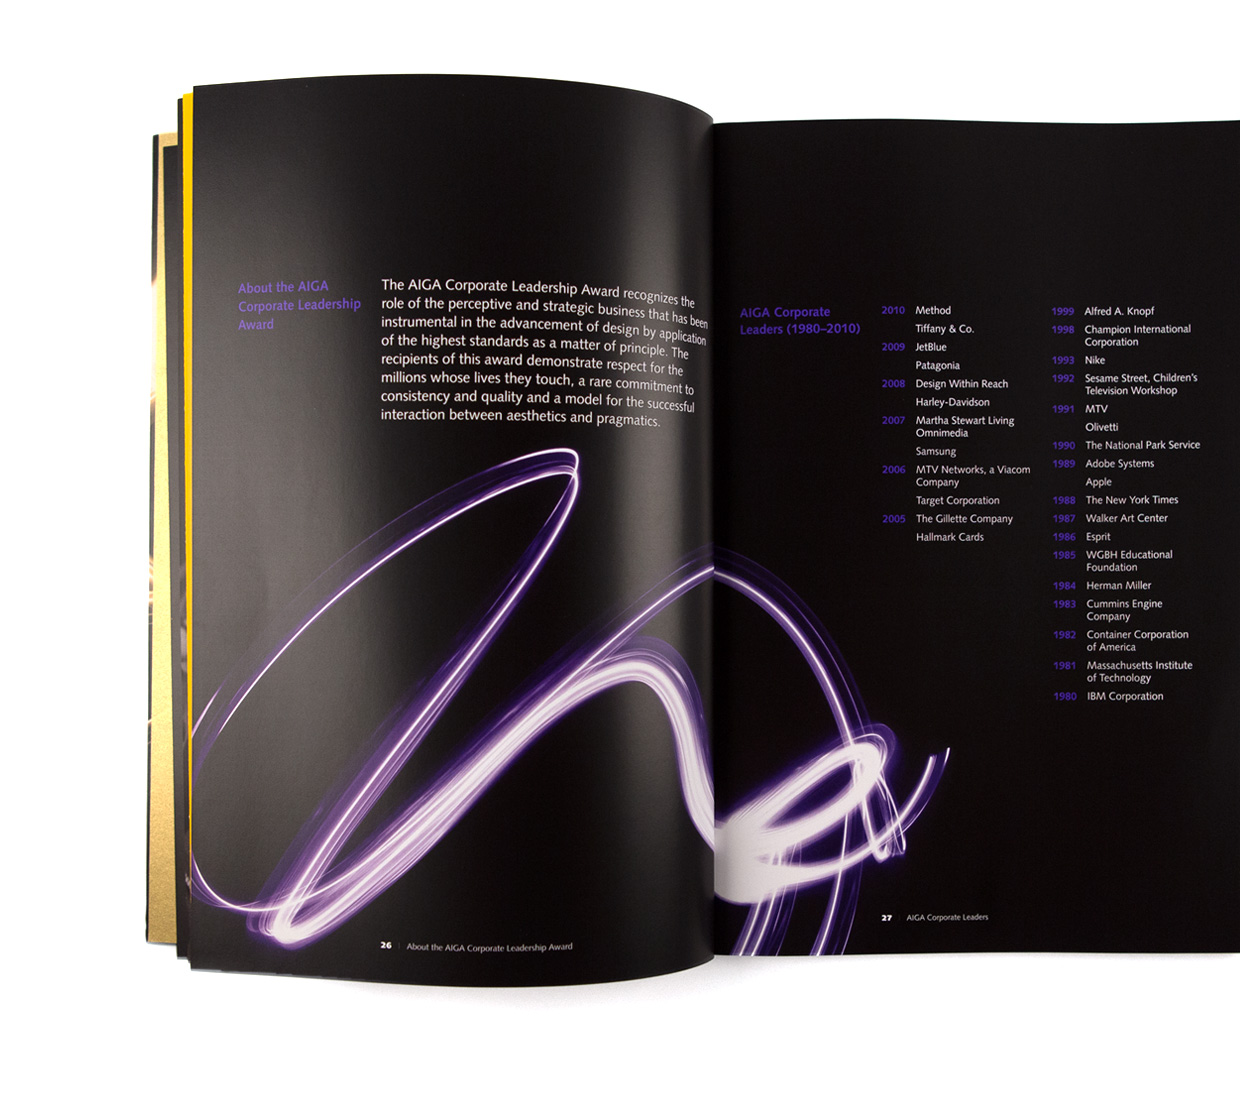 About the AIGA
Corporate Leadership
Award
The AIGA Corporate Leadership Award recognizes the
role of the perceptive and strategic business that has been
instrumental in the advancement of design by application
of the highest standards as a matter of principle. The
recipients of this award demonstrate respect for the
millions whose lives they touch, a rare commitment to
consistency and quality and a model for the successful
interaction between aesthetics and pragmatics.
26 | About the AIGA Corporate Leadership Award
AIGA Corporate
Leaders (1980–2010)
2010 Method
Tiffany & Co.
2009 JetBlue
Patagonia
2008 Design Within Reach
Harley-Davidson
2007 Martha Stewart Living
Omnimedia
Samsung
2006 MTV Networks, a Viacom
Company
Target Corporation
2005 The Gillette Company
Hallmark Cards
1999 Alfred A. Knopf
1998 Champion International
Corporation
1993 Nike
1992 Sesame Street, Children's
Television Workshop
1991 MTV
Olivetti
1990 The National Park Service
1989 Adobe Systems
Apple
1988 The New York Times
1987 Walker Art Center
1986 Esprit
1985 WGBH Educational
Foundation
1984 Herman Miller
1983 Cummins Engine
Company
1982 Container Corporation
of America
1981 Massachusetts Institute
of Technology
1980 IBM Corporation
27 | AIGA Corporate Leaders